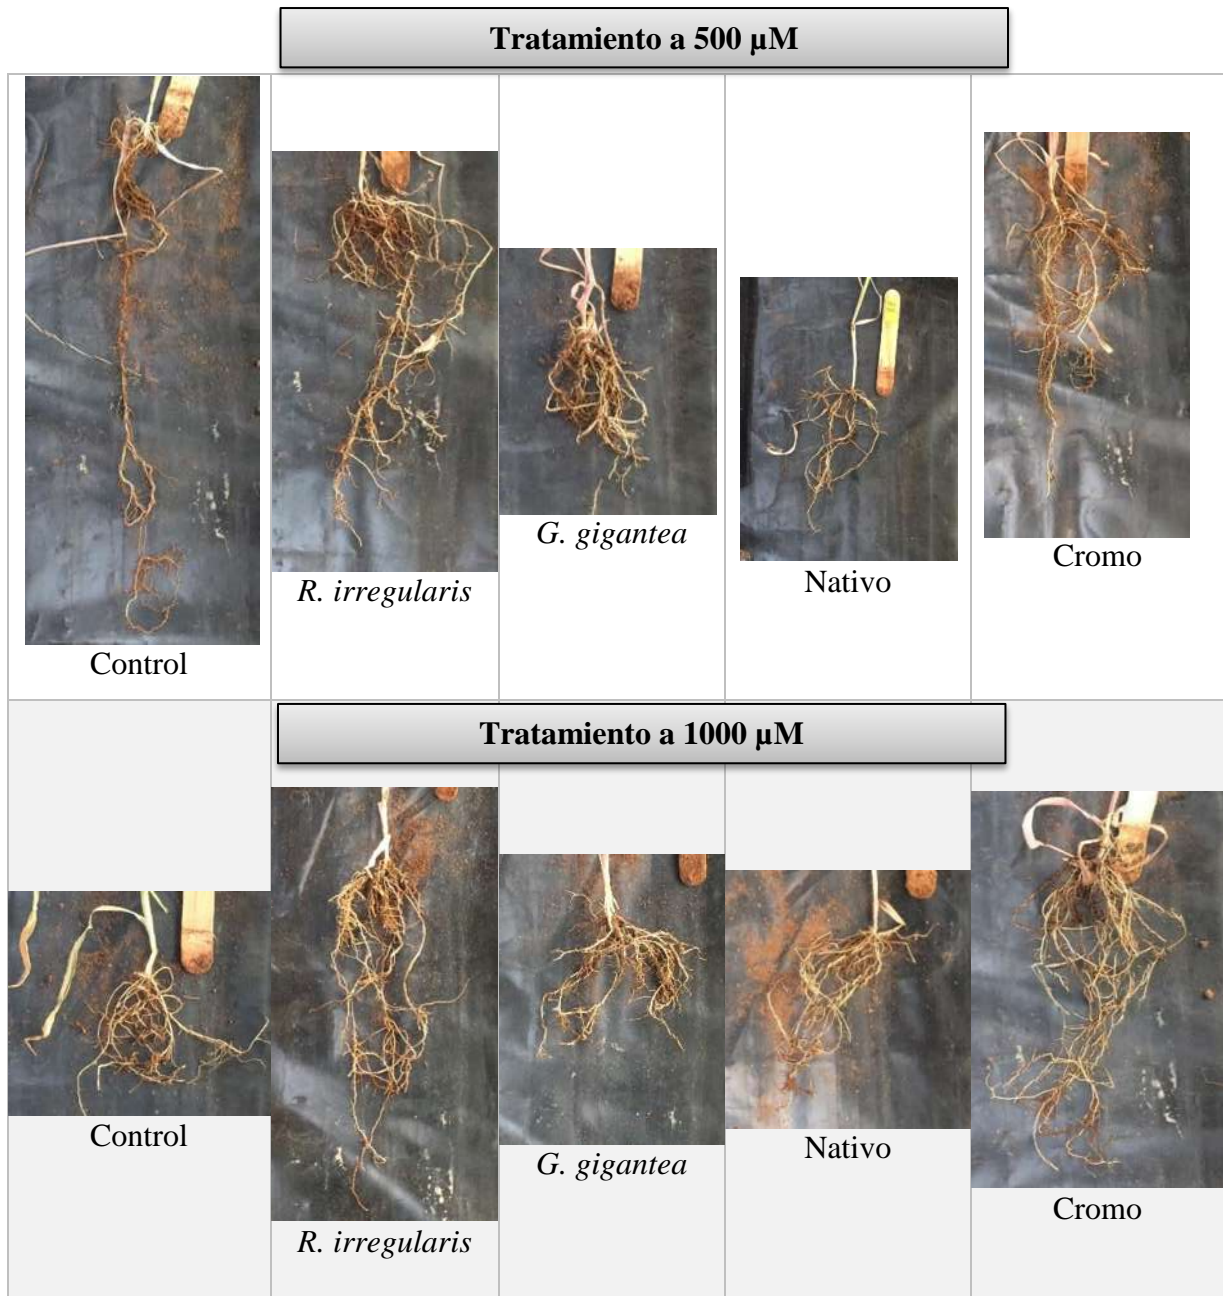 Tratamiento a 500 µM
Control
R. irregularis
G. gigantea
Nativo
Cromo
Tratamiento a 1000 µM
Control
R. irregularis
G. gigantea
Nativo
Cromo